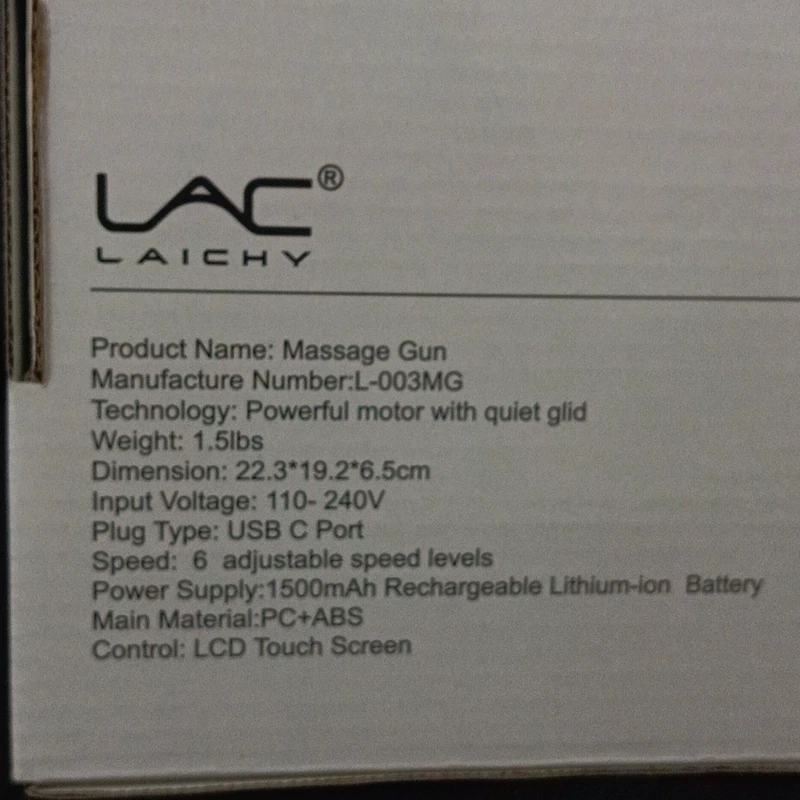 LAC®
LAICHY
Product Name: Massage Gun
Manufacture Number:L-003MG
Technology: Powerful motor with quiet glid
Weight: 1.5lbs
Dimension: 22.3*19.2*6.5cm
Input Voltage: 110- 240V
Plug Type: USB C Port
Speed:  6  adjustable speed levels
Power Supply:1500mAh Rechargeable Lithium-ion  Battery
Main Material:PC+ABS
Control: LCD Touch Screen